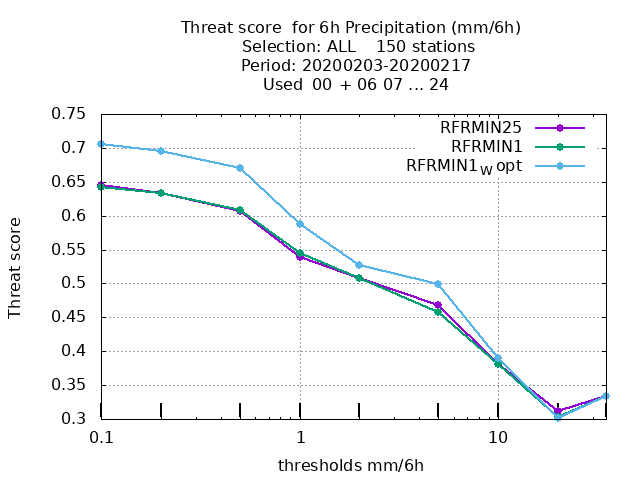 Threat score  for 6h Precipitation (mm/6h)
Selection: ALL    150 stations
Period: 20200203-20200217
Used  00 + 06 07 ... 24
RFRMIN25
RFRMIN1
RFRMIN1W opt
0.75
0.7
0.65
0.6
0.55
0.5
0.45
0.4
0.35
0.3
Threat score
0.1
1
10
thresholds mm/6h